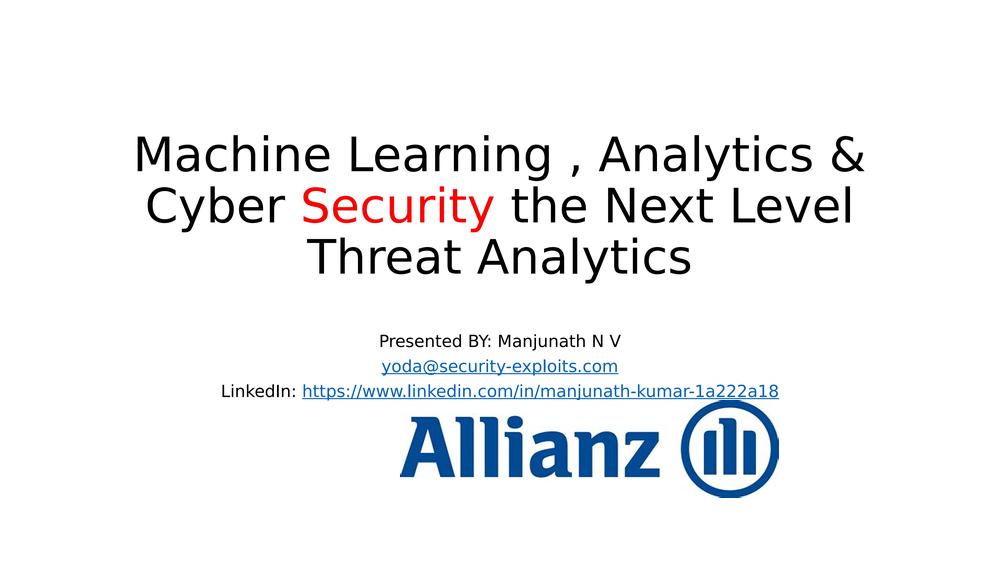 Machine Learning , Analytics &
Cyber Security the Next Level
Threat Analytics
Presented BY: Manjunath N V
yoda@security-exploits.com
LinkedIn: https://www.linkedin.com/in/manjunath-kumar-1a222a18
Allianz